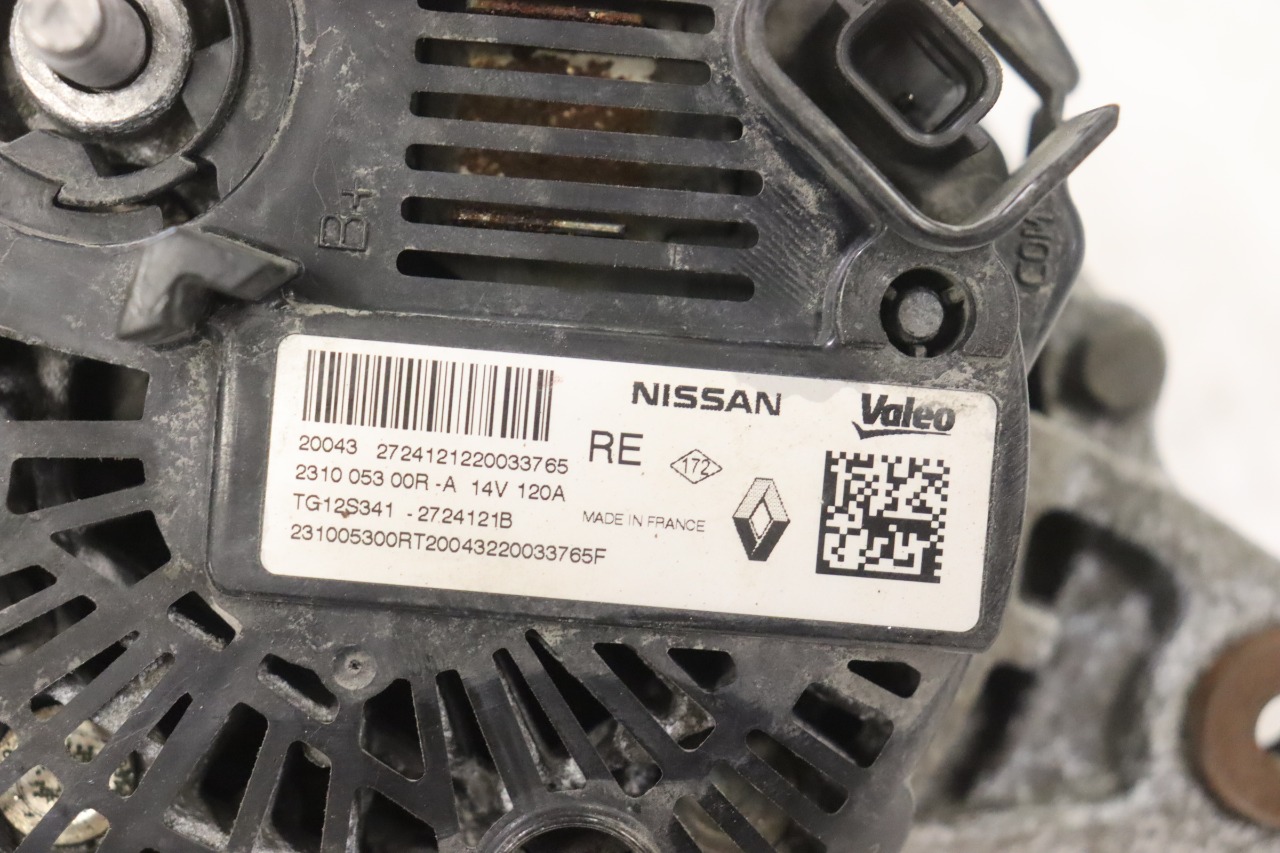 B+
COM
NISSAN
Valeo
RE
172
20043 2724121220033765
2310 053 00R -A 14V 120A
TG12S341 - 2724121B
MADE IN FRANCE
231005300RT20043220033765F